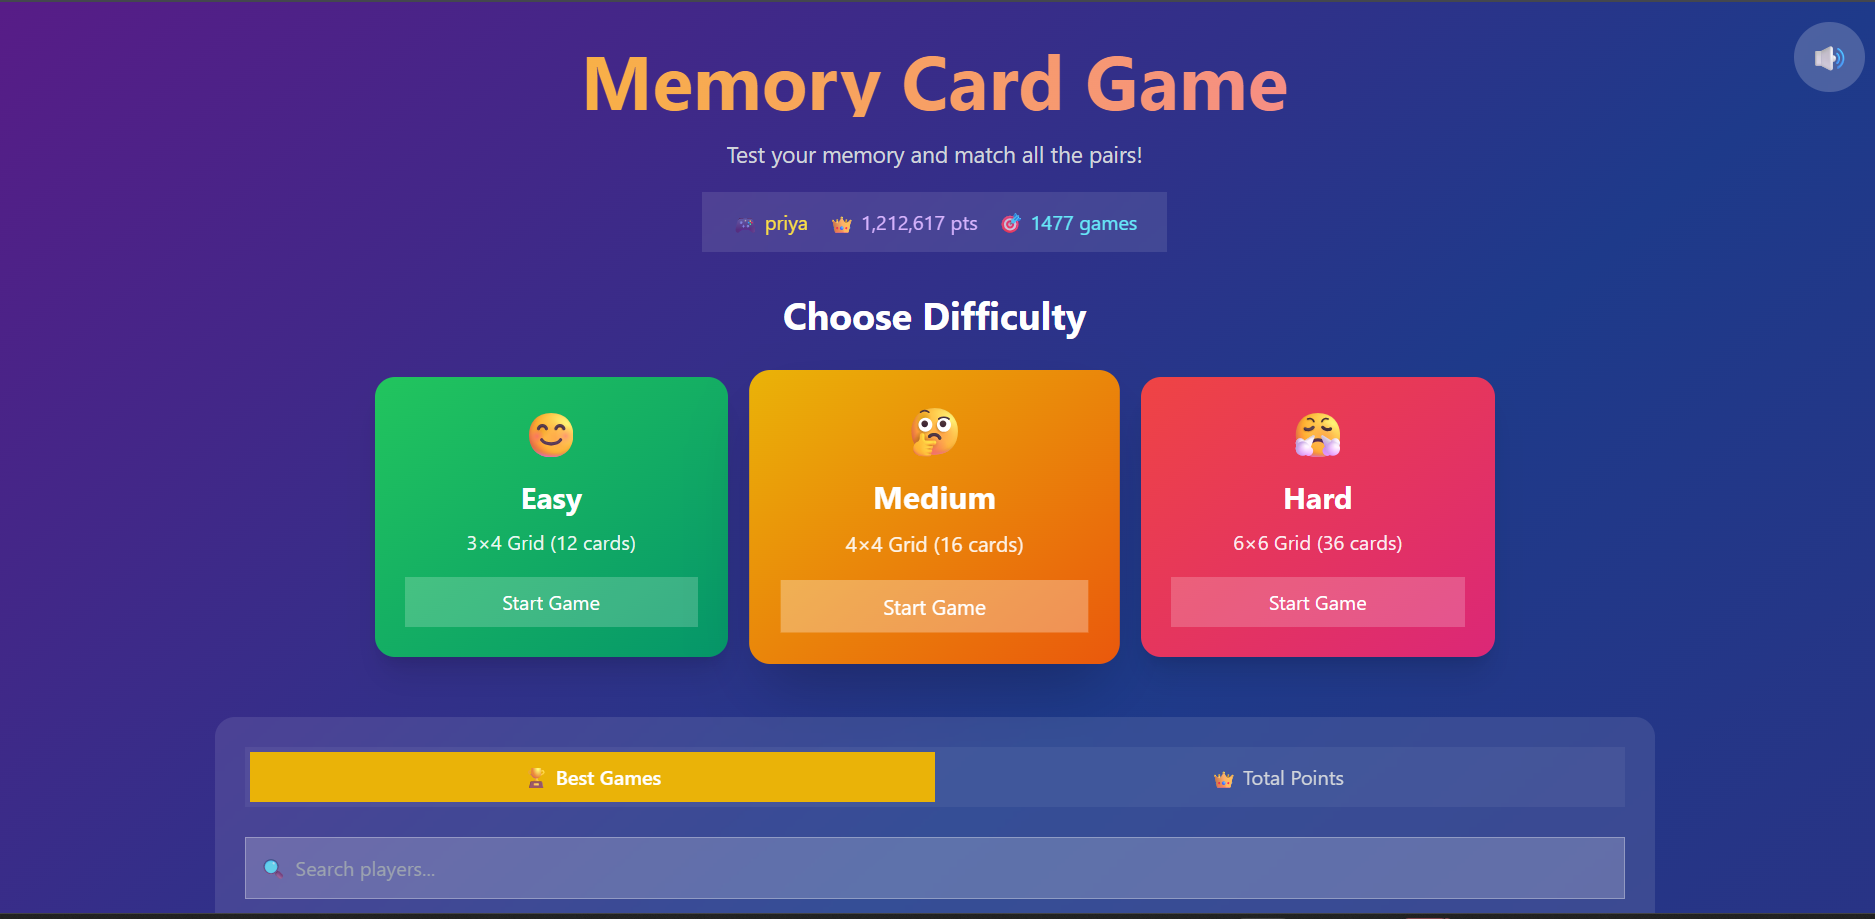 Memory Card Game
Test your memory and match all the pairs!
priya 1,212,617 pts 1477 games
Choose Difficulty
Easy
3×4 Grid (12 cards)
Start Game
Medium
4×4 Grid (16 cards)
Start Game
Hard
6×6 Grid (36 cards)
Start Game
Best Games
Total Points
Search players...